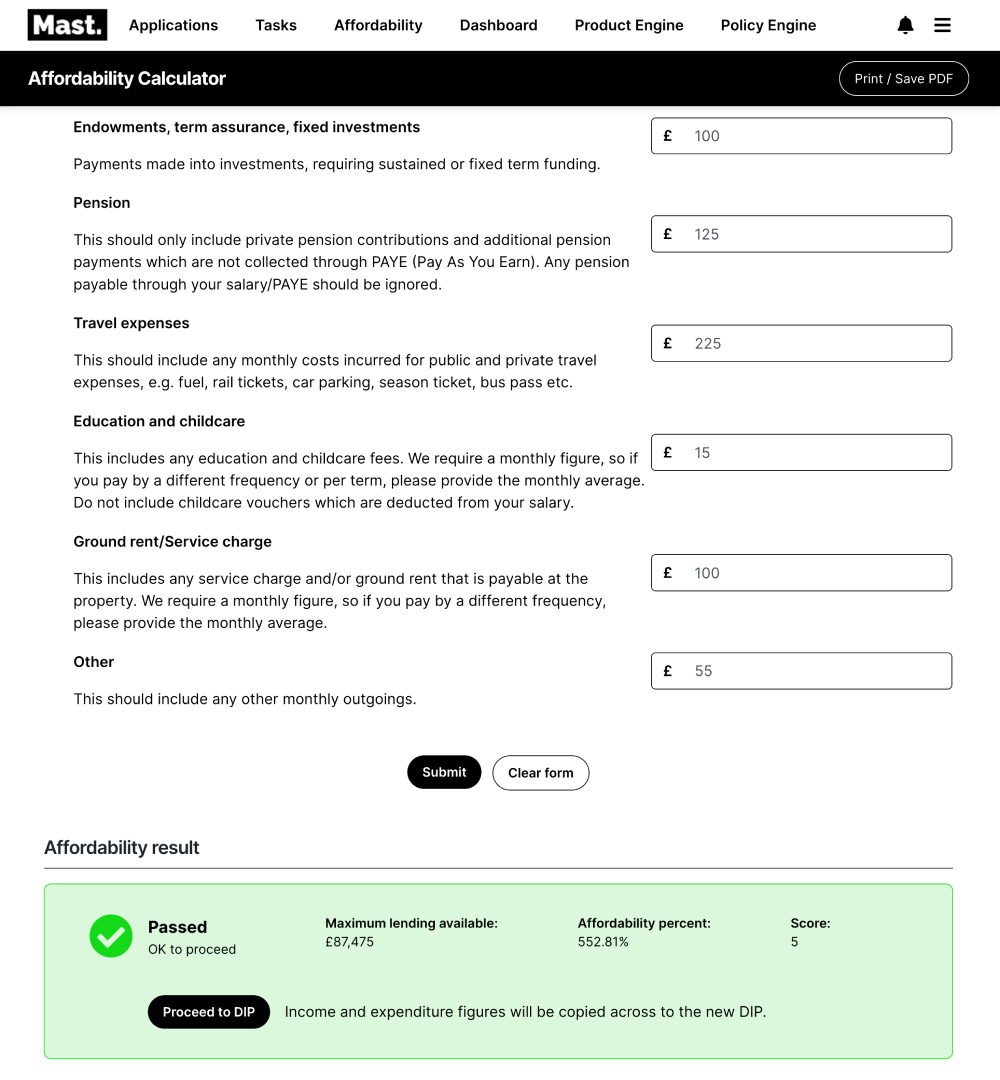 Mast.
Applications
Tasks
Affordability
Dashboard
Product Engine
Policy Engine
Affordability Calculator
Print / Save PDF
Endowments, term assurance, fixed investments
Payments made into investments, requiring sustained or fixed term funding.
£ 100
Pension
This should only include private pension contributions and additional pension
payments which are not collected through PAYE (Pay As You Earn). Any pension
payable through your salary/PAYE should be ignored.
£ 125
Travel expenses
This should include any monthly costs incurred for public and private travel
expenses, e.g. fuel, rail tickets, car parking, season ticket, bus pass etc.
£ 225
Education and childcare
This includes any education and childcare fees. We require a monthly figure, so if
you pay by a different frequency or per term, please provide the monthly average.
Do not include childcare vouchers which are deducted from your salary.
£ 15
Ground rent/Service charge
This includes any service charge and/or ground rent that is payable at the
property. We require a monthly figure, so if you pay by a different frequency,
please provide the monthly average.
£ 100
Other
This should include any other monthly outgoings.
£ 55
Submit
Clear form
Affordability result
Passed
OK to proceed
Maximum lending available:
£87,475
Affordability percent:
552.81%
Score:
5
Proceed to DIP
Income and expenditure figures will be copied across to the new DIP.